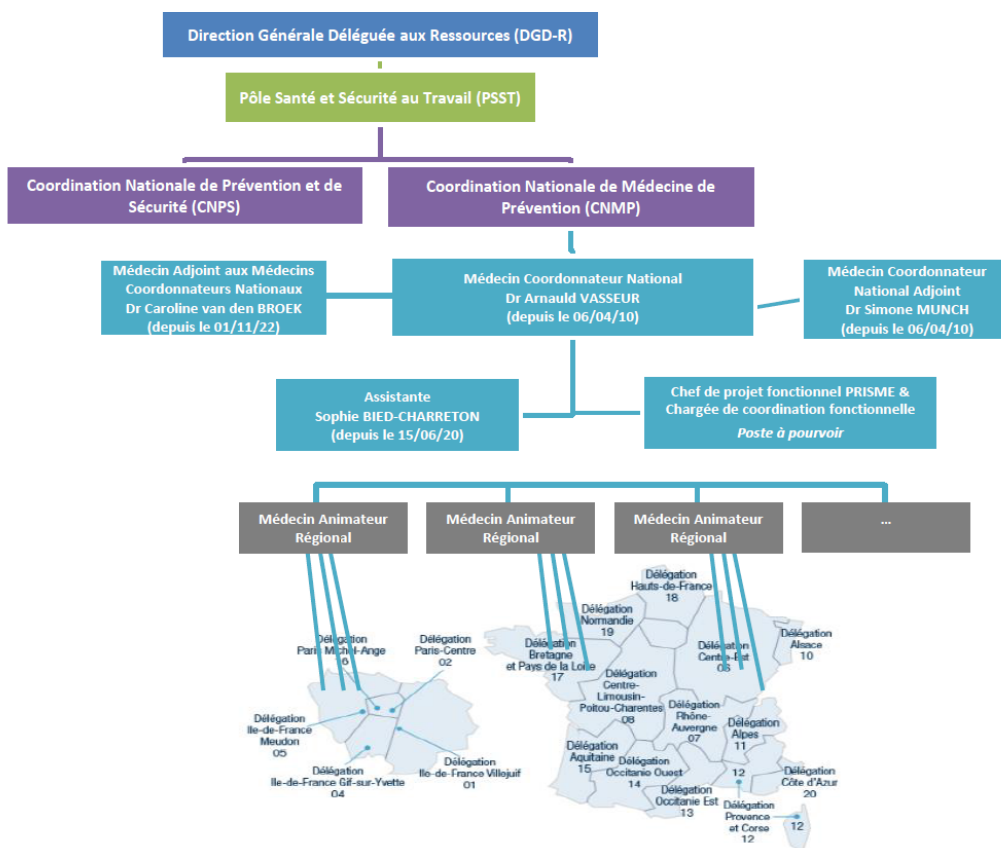 Direction Générale Déléguée aux Ressources (DGD-R)
Pôle Santé et Sécurité au Travail (PSST)
Coordination Nationale de Prévention et de
Sécurité (CNPS)
Coordination Nationale de Médecine de
Prévention (CNMP)
Médecin Adjoint aux Médecins
Coordonnateurs Nationaux
Dr Caroline van den BROEK
(depuis le 01/11/22)
Médecin Coordonnateur National
Dr Arnauld VASSEUR
(depuis le 06/04/10)
Médecin Coordonnateur
National Adjoint
Dr Simone MUNCH
(depuis le 06/04/10)
Assistante
Sophie BIED-CHARRETON
(depuis le 15/06/20)
Chef de projet fonctionnel PRISME &
Chargée de coordination fonctionnelle
Poste à pourvoir
Médecin Animateur
Régional
Médecin Animateur
Régional
Médecin Animateur
Régional
...
Délégation
Paris Michel-Ange
Délégation
Paris-Centre
02
Délégation
Ile-de-France
Meudon
05
Délégation
Ile-de-France Gif-sur-Yvette
04
Délégation
Ile-de-France Villejuif
01
Délégation
Hauts-de-France
18
Délégation
Normandie
19
Délégation
Bretagne
et Pays de la Loire
17
Délégation
Centre-Est
Délégation
Alsace
10
Délégation
Centre-
Limousin-
Poitou-Charentes
08
Délégation
Rhône-
Auvergne
07
Délégation
Alpes
11
Délégation
Aquitaine
15
Délégation
Occitanie Ouest
14
Délégation
Occitanie Est
13
12
Délégation
Côte d'Azur
20
Délégation
Provence
et Corse
12
12